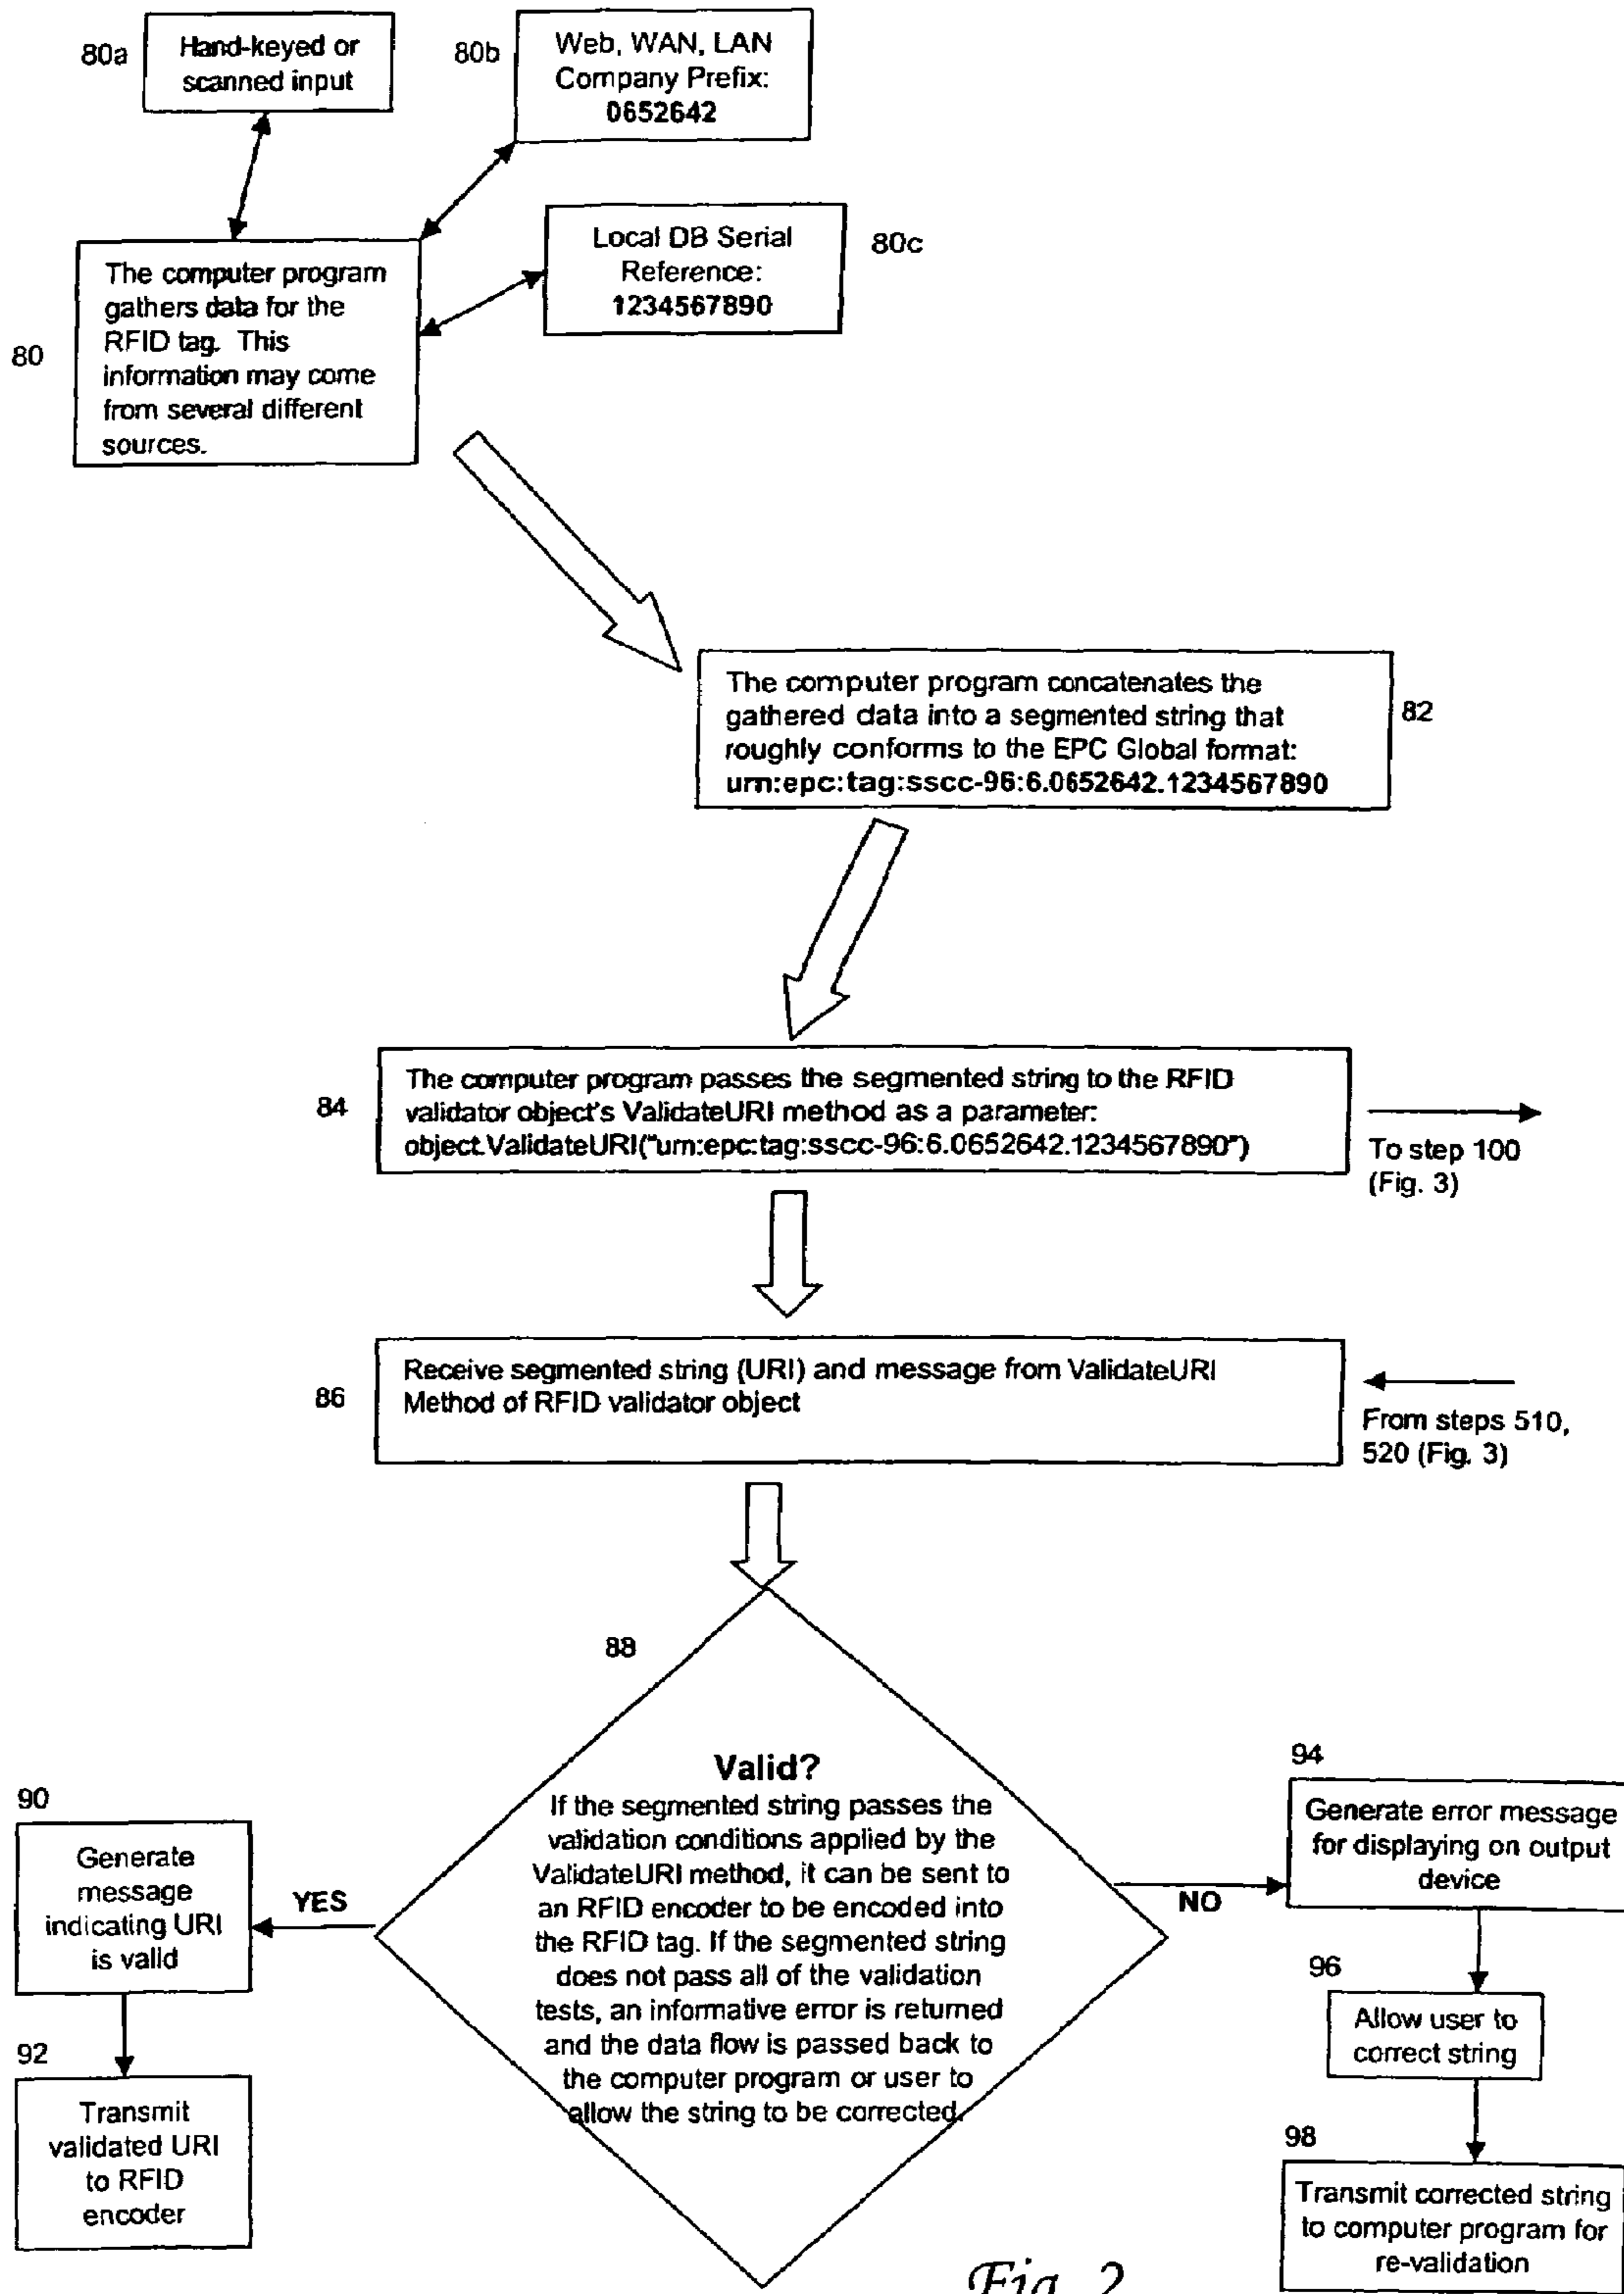 80a
Hand-keyed or
scanned input
80b
Web, WAN, LAN
Company Prefix:
0652642
80
The computer program
gathers data for the
RFID tag. This
information may come
from several different
sources.
Local DB Serial
Reference:
1234567890
80c
The computer program concatenates the
gathered data into a segmented string that
roughly conforms to the EPC Global format:
urn:epc:tag:sscc-96:6.0652642.1234567890
82
84
The computer program passes the segmented string to the RFID
validator object's ValidateURI method as a parameter:
object.ValidateURI("urn:epc:tag:sscc-96:6.0652642.1234567890")
To step 100
(Fig. 3)
86
Receive segmented string (URI) and message from ValidateURI
Method of RFID validator object
From steps 510,
520 (Fig. 3)
88
Valid?
If the segmented string passes the
validation conditions applied by the
ValidateURI method, it can be sent to
an RFID encoder to be encoded into
the RFID tag. If the segmented string
does not pass all of the validation
tests, an informative error is returned
and the data flow is passed back to
the computer program or user to
allow the string to be corrected.
YES
90
Generate
message
indicating URI
is valid
92
Transmit
validated URI
to RFID
encoder
NO
94
Generate error message
for displaying on output
device
96
Allow user to
correct string
98
Transmit corrected string
to computer program for
re-validation
Fig. 2